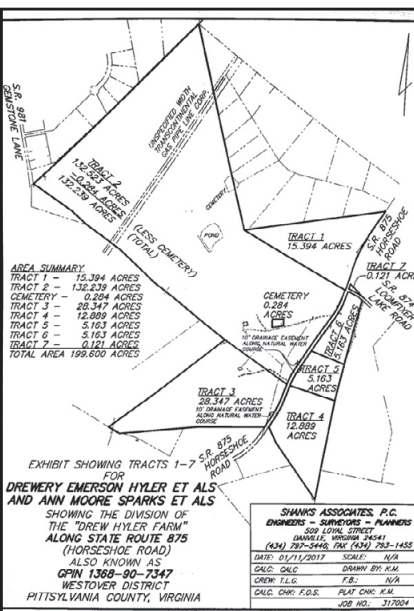 S.R. 981
GEMSTONE LANE
UNSPECIFIED WIDTH
TRANSCONTINENTAL
GAS PIPE LINE CORP.
TRACT 2
132.523 ACRES
-0.284 ACRES
132.239 ACRES
(LESS CEMETERY)
(TOTAL)
CEMETERY
POND
TRACT 1
15.394 ACRES
S.R. 875
HORSESHOE
ROAD
TRACT 7
0.121 ACRES
S.R. 874
LANE ROAD
AREA SUMMARY
TRACT 1 - 15.394 ACRES
TRACT 2 - 132.239 ACRES
CEMETERY - 0.284 ACRES
TRACT 3 - 28.347 ACRES
TRACT 4 - 12.889 ACRES
TRACT 5 - 5.163 ACRES
TRACT 6 - 5.163 ACRES
TRACT 7 - 0.121 ACRES
TOTAL AREA 199.600 ACRES
CEMETERY
0.284
ACRES
10' DRAINAGE EASEMENT
ALONG NATURAL WATER
COURSE
TRACT 6
5.163 ACRES
TRACT 5
5.163
ACRES
TRACT 3
28.347 ACRES
10' DRAINAGE EASEMENT
ALONG NATURAL WATER
COURSE
TRACT 4
12.889
ACRES
S.R. 875
HORSESHOE
ROAD
EXHIBIT SHOWING TRACTS 1-7
FOR
DREWERY EMERSON HYLER ET ALS
AND ANN MOORE SPARKS ET ALS
SHOWING THE DIVISION OF
THE "DREW HYLER FARM"
ALONG STATE ROUTE 875
(HORSESHOE ROAD)
ALSO KNOWN AS
GPIN 1368-90-7347
WESTOVER DISTRICT
PITTSYLVANIA COUNTY, VIRGINIA
SHANKS ASSOCIATES, P.C.
ENGINEERS - SURVEYORS - PLANNERS
509 LOYAL STREET
DANVILLE, VIRGINIA 24541
(434) 797-5446, FAX (434) 793-1455
DATE: 01/11/2017 SCALE: N/A
CALC: CALC DRAWN BY: H.M.
CREW: T.L.G. F.B.: N/A
CALC. CHK: F.O.S. PLAT CHK: K.M.
JOB NO.: 317004